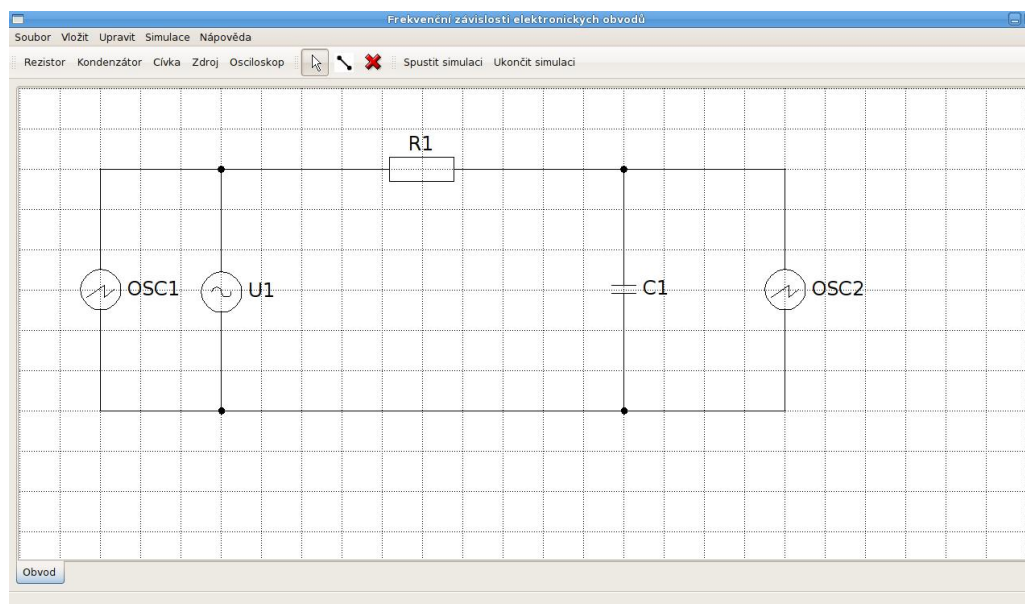 Frekvenční závislosti elektronických obvodů
Soubor Vložit Upravit Simulace Nápověda
Rezistor Kondenzátor Cívka Zdroj Osciloskop Spustit simulaci Ukončit simulaci
R1
OSC1 U1 C1 OSC2
Obvod